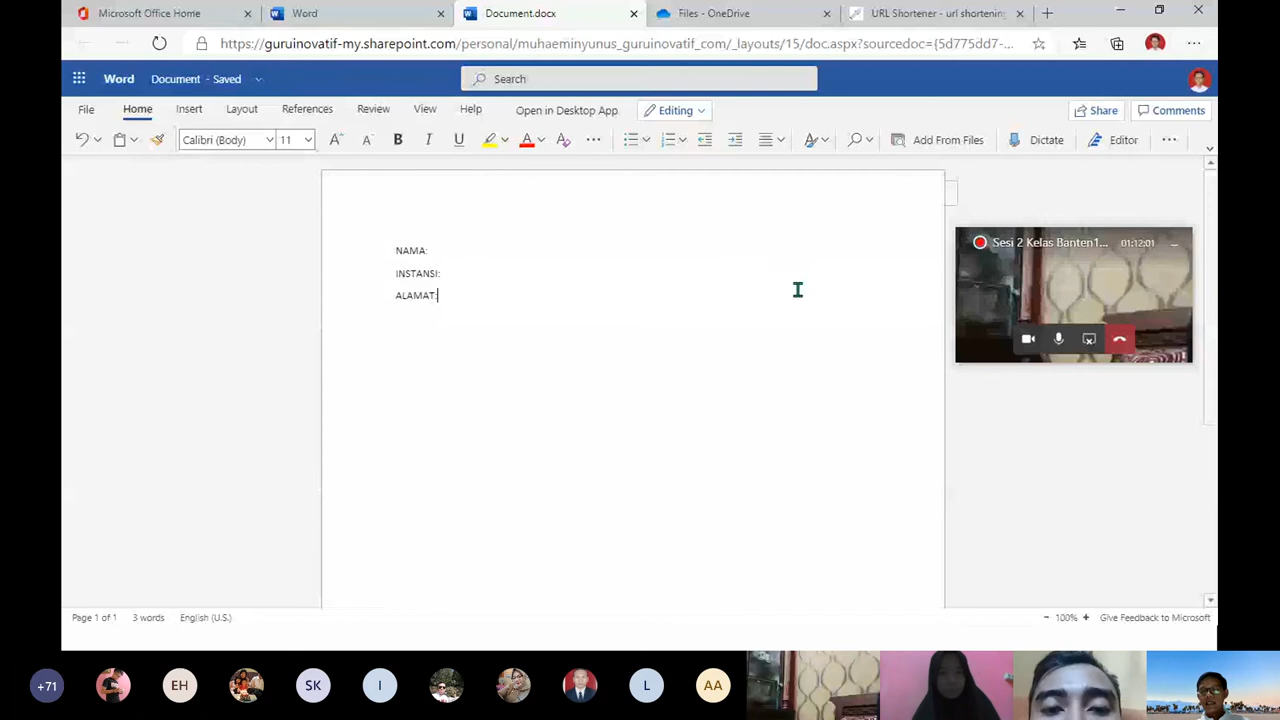 Microsoft Office Home
Word
Document.docx
Files - OneDrive
URL Shortener - url shortening
https://guruinovatif-my.sharepoint.com/personal/muhaeminyunus_guruinovatif_com/_layouts/15/doc.aspx?sourcedoc={5d775dd7-...
Word
Document - Saved
Search
File
Home
Insert
Layout
References
Review
View
Help
Open in Desktop App
Editing
Share
Comments
Calibri (Body)
11
B
I
U
Add From Files
Dictate
Editor
NAMA:
INSTANSI:
ALAMAT:
Sesi 2 Kelas Banten1...
01:12:01
Page 1 of 1
3 words
English (U.S.)
100%
Give Feedback to Microsoft
+71
EH
SK
I
L
AA